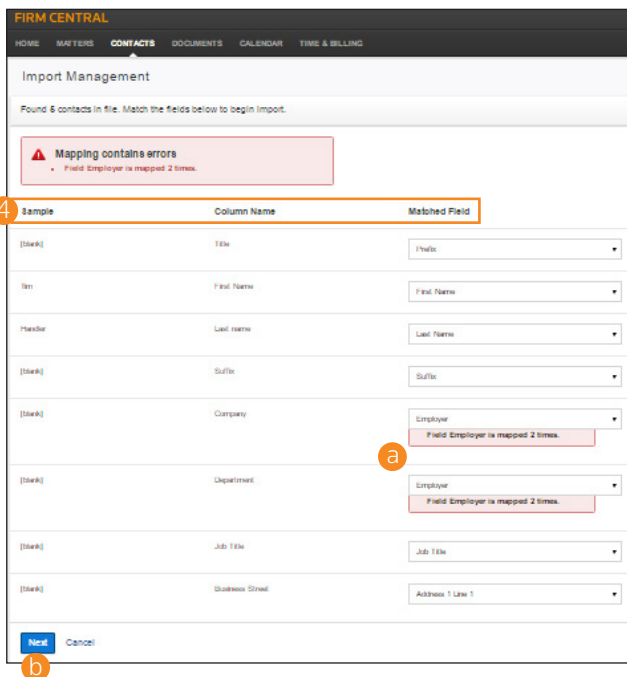 FIRM CENTRAL
HOME MATTERS CONTACTS DOCUMENTS CALENDAR TIME & BILLING
Import Management
Found 6 contacts in file. Match the fields below to begin import.
Mapping contains errors
• Field Employer is mapped 2 times.
4 Sample Column Name Matched Field
[blank] Title Prefix
Tim First Name First Name
Handler Last name Last Name
[blank] Suffix Suffix
[blank] Company Employer
Field Employer is mapped 2 times.
a
[blank] Department Employer
Field Employer is mapped 2 times.
[blank] Job Title Job Title
[blank] Business Street Address 1 Line 1
Next Cancel
b